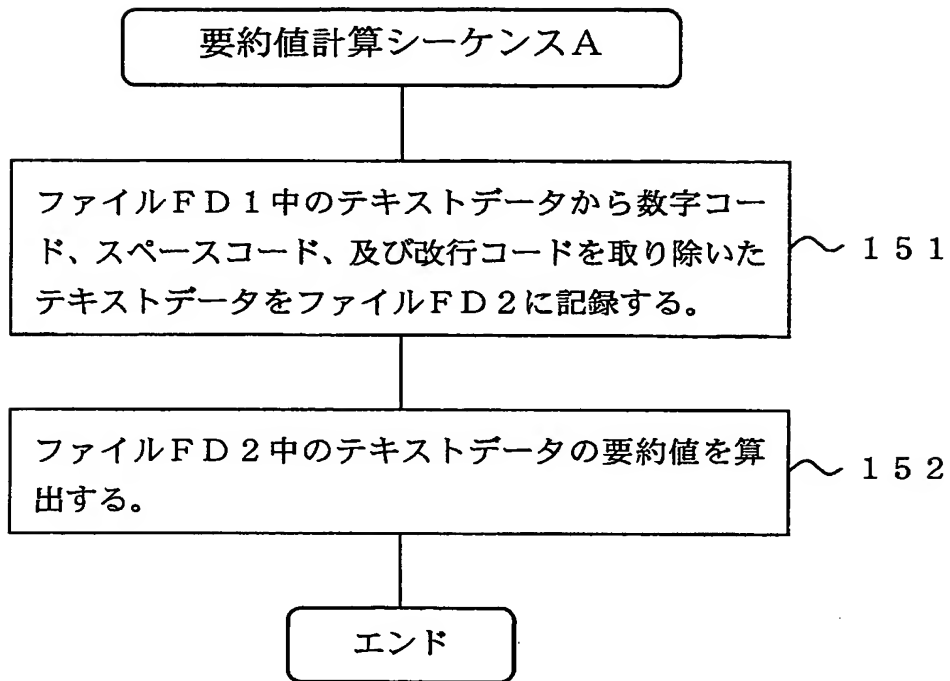 要約値計算シーケンスA
ファイルFD1中のテキストデータから数字コー
ド、スペースコード、及び改行コードを取り除いた
テキストデータをファイルFD2に記録する。
151
ファイルFD2中のテキストデータの要約値を算
出する。
152
エンド